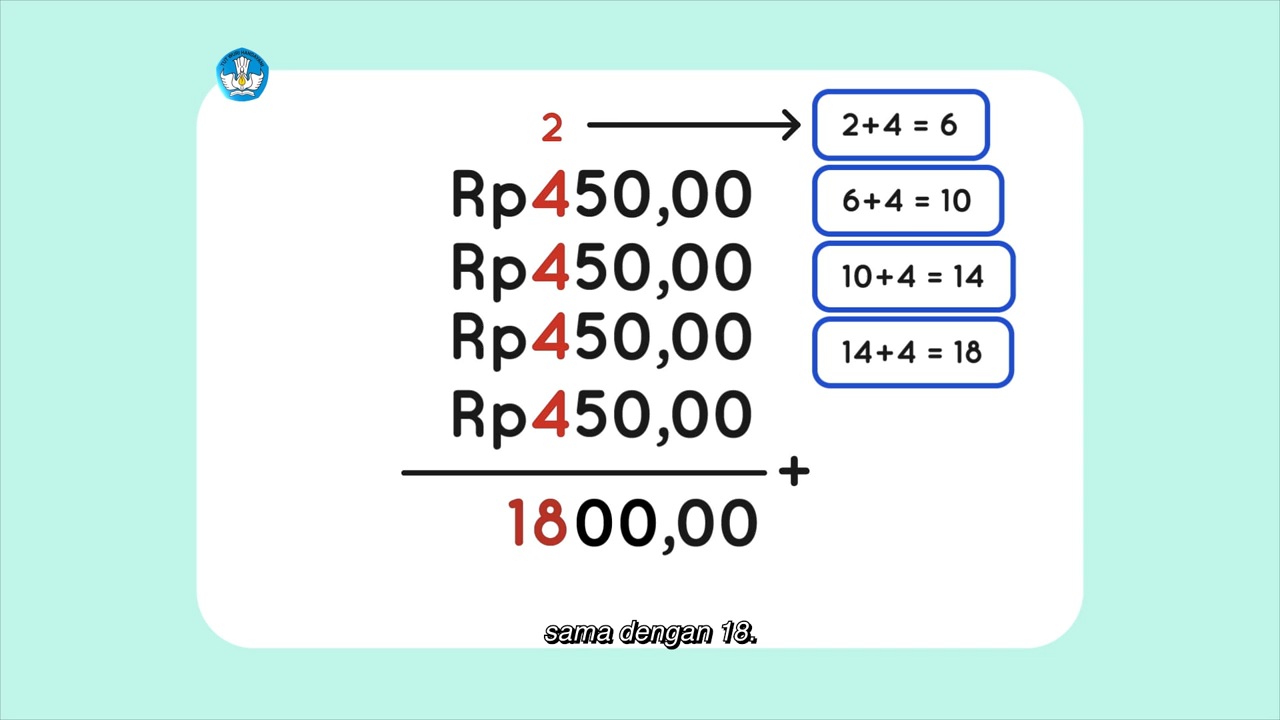 2
2+4 = 6
Rp450,00
6+4 = 10
Rp450,00
10+4 = 14
Rp450,00
14+4 = 18
Rp450,00
+
1800,00
sama dengan 18.